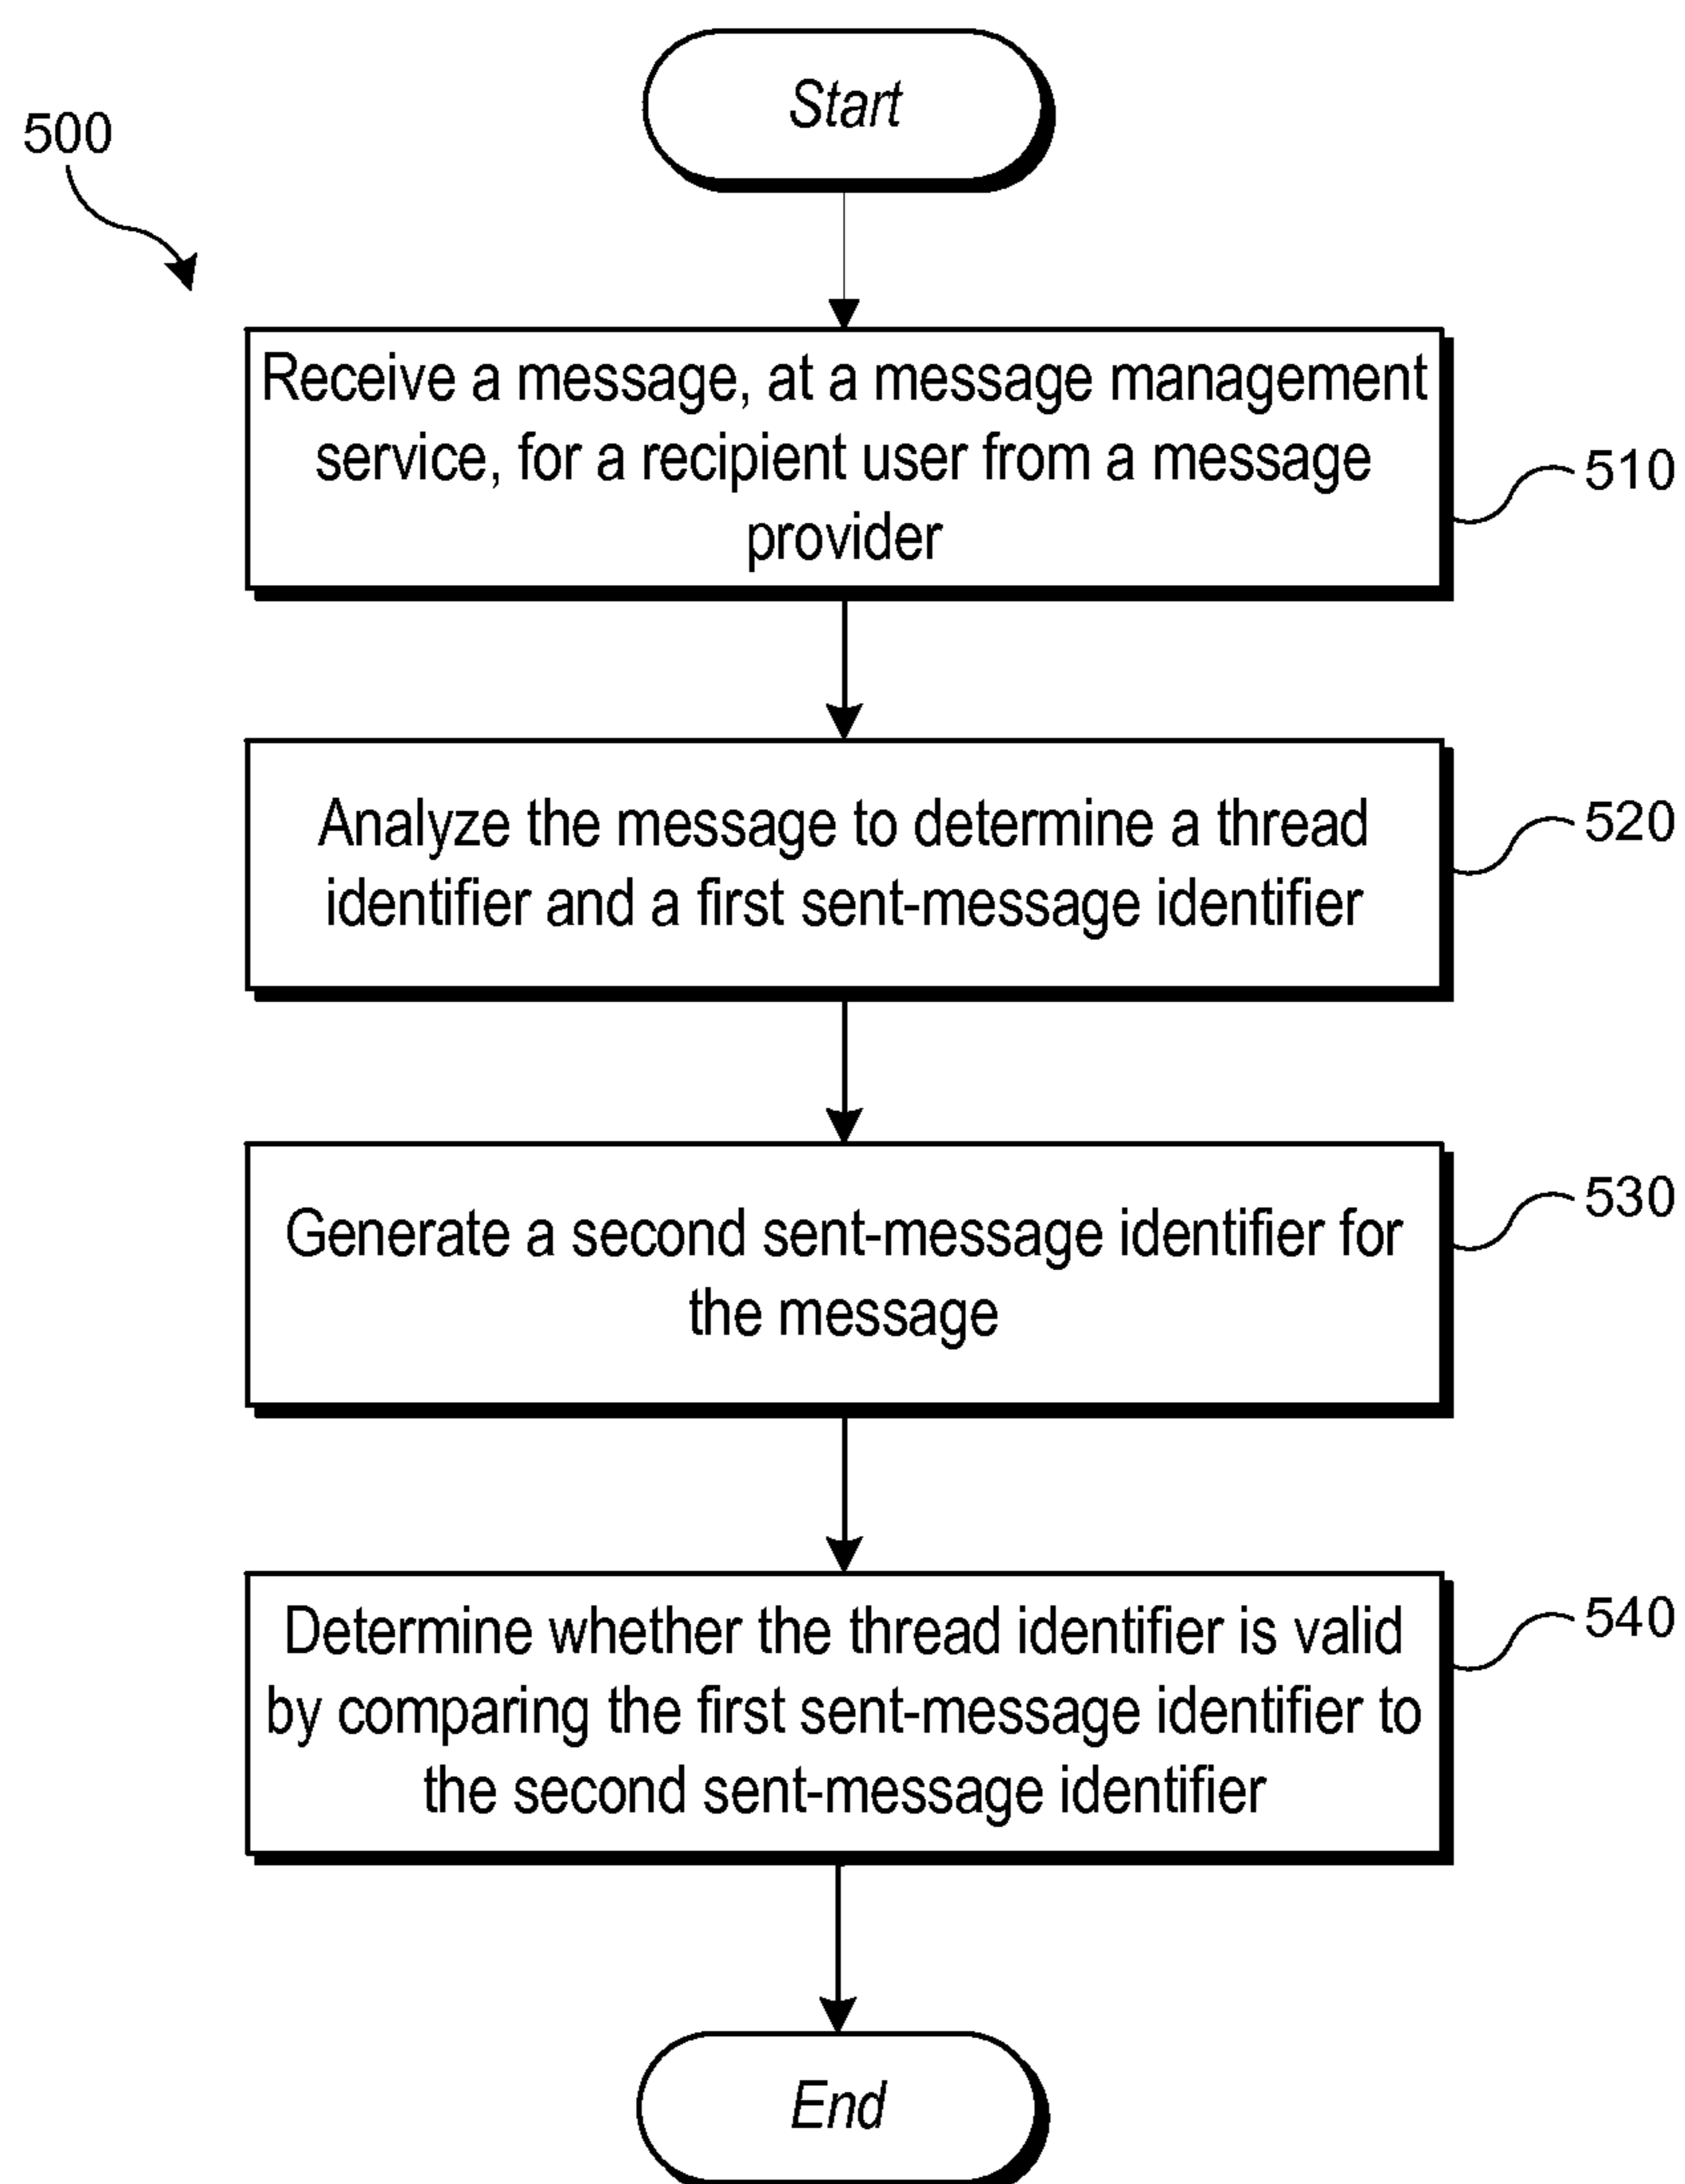 Start
500
Receive a message, at a message management
service, for a recipient user from a message
provider
510
Analyze the message to determine a thread
identifier and a first sent-message identifier
520
Generate a second sent-message identifier for
the message
530
Determine whether the thread identifier is valid
by comparing the first sent-message identifier to
the second sent-message identifier
540
End